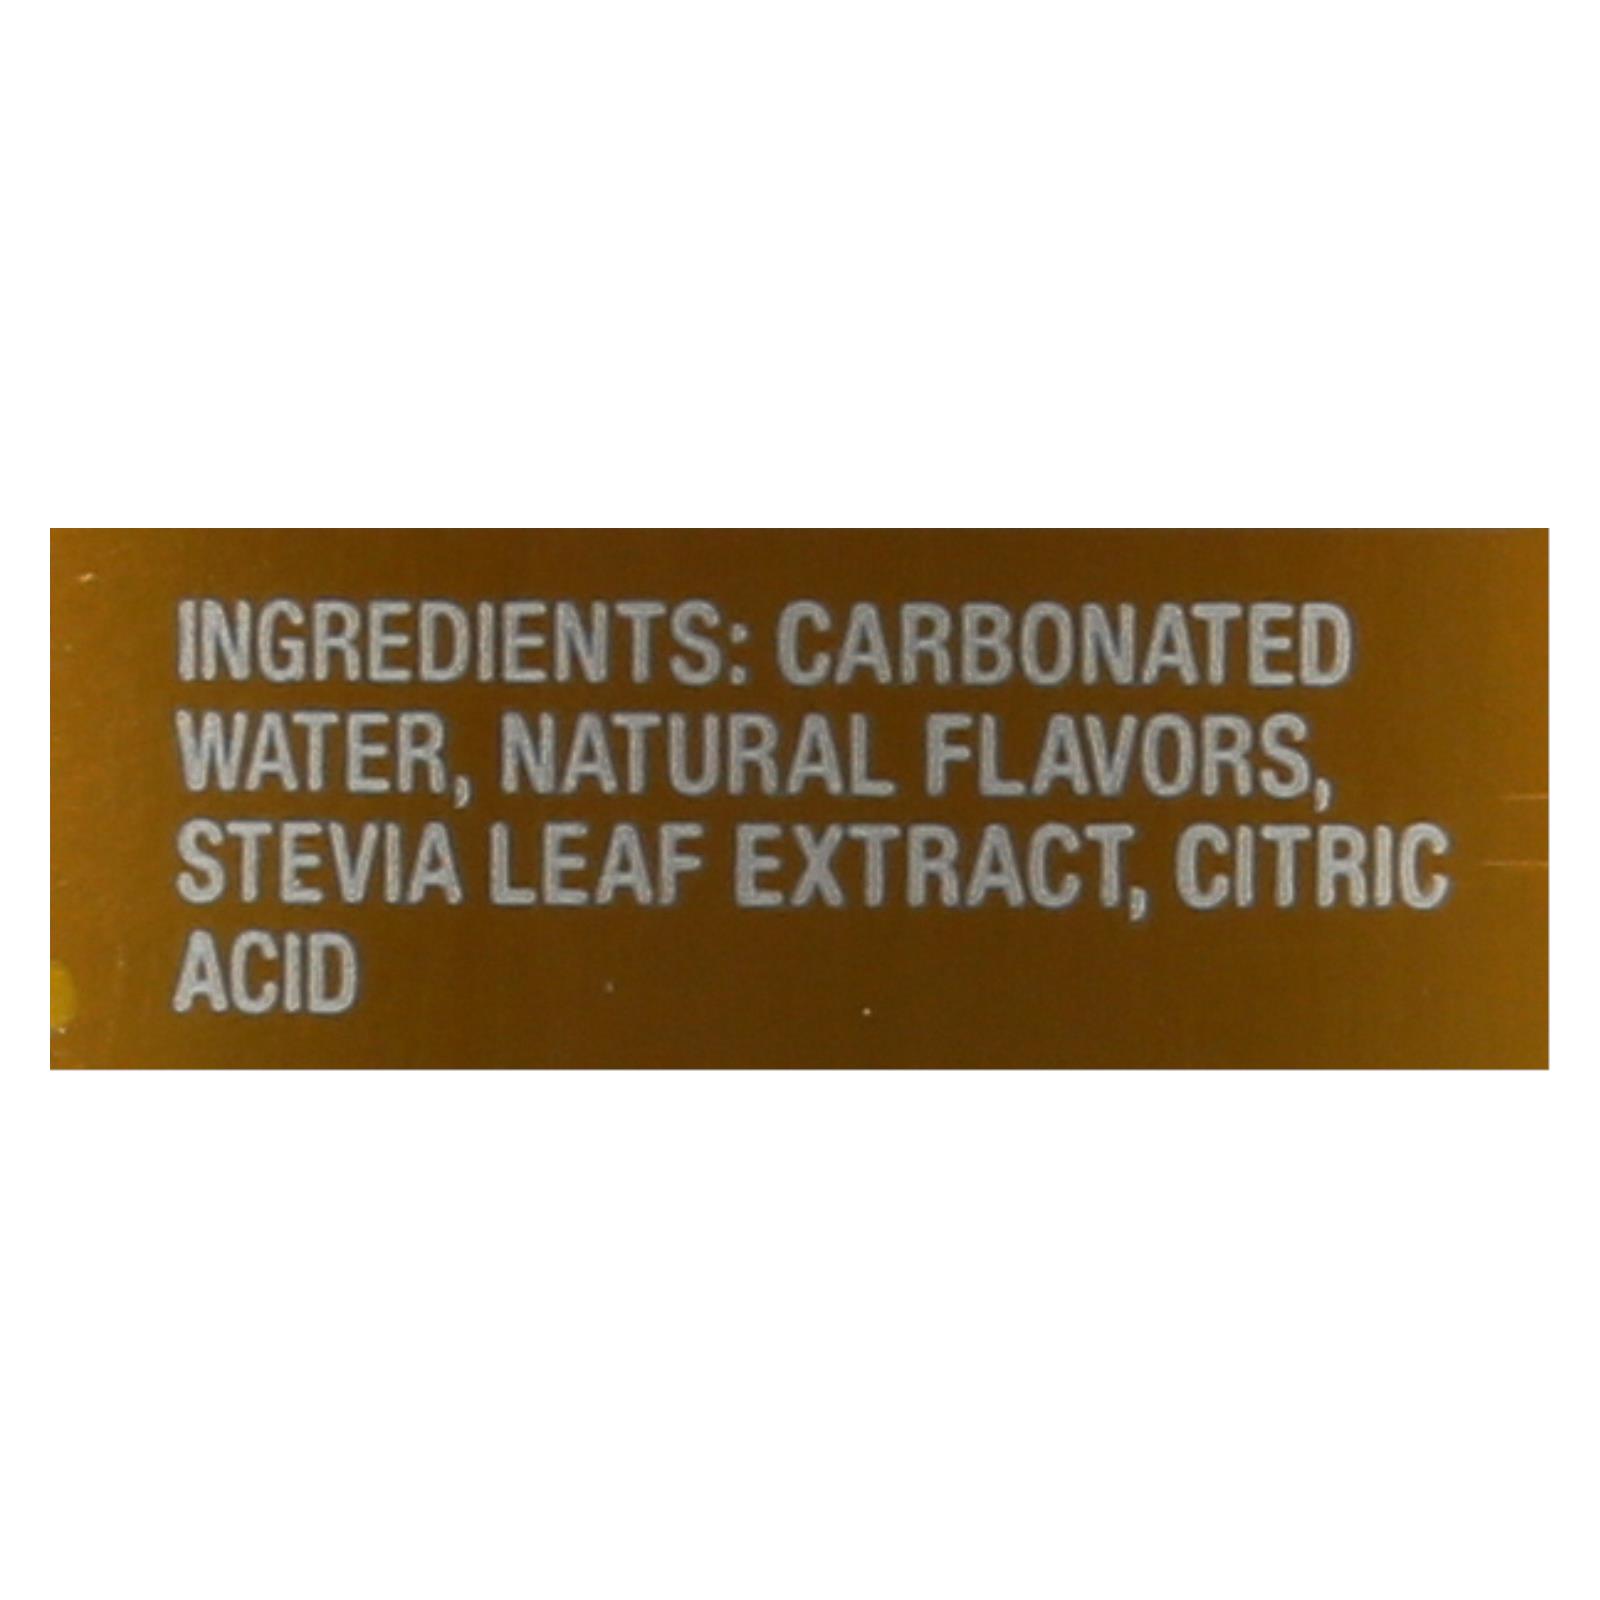 INGREDIENTS: CARBONATED
WATER, NATURAL FLAVORS,
STEVIA LEAF EXTRACT, CITRIC
ACID